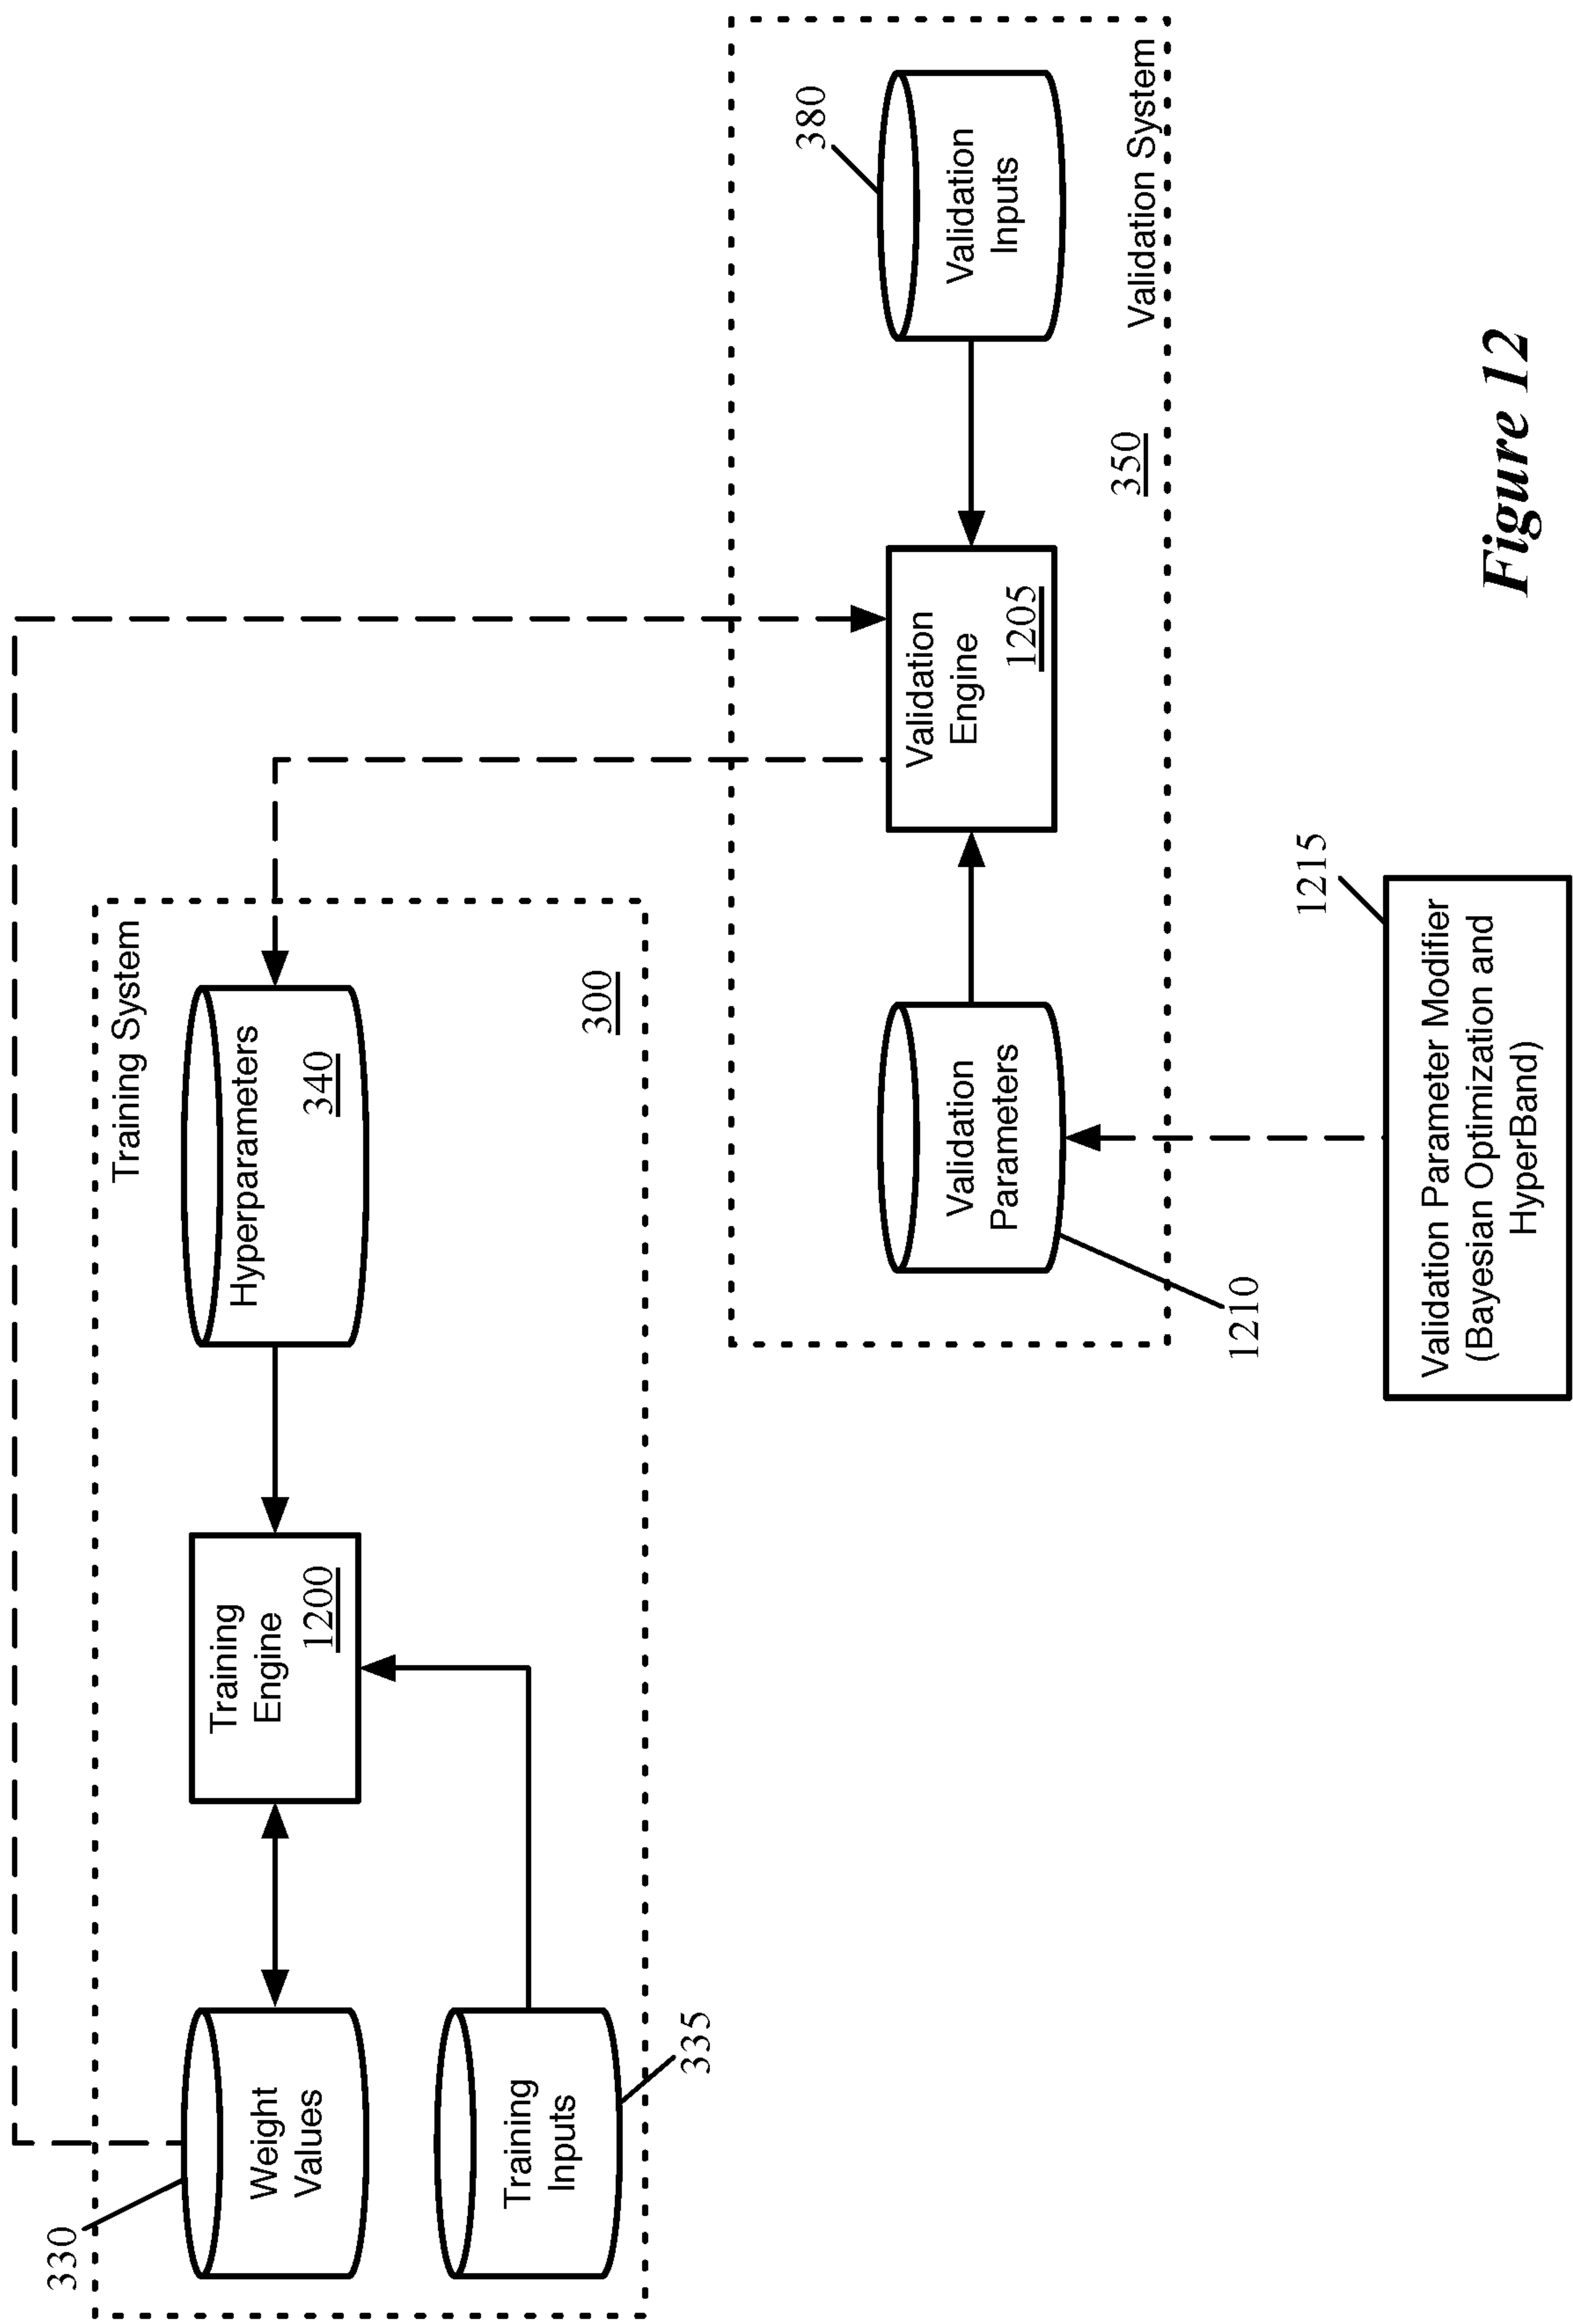 330
Weight
Values
Training
Engine
1200
Hyperparameters
340
Training System
Training
Inputs
335
300
Validation
Parameters
1210
Validation
Engine
1205
Validation
Inputs
380
350
Validation System
1215
Validation Parameter Modifier
(Bayesian Optimization and
HyperBand)
Figure 12